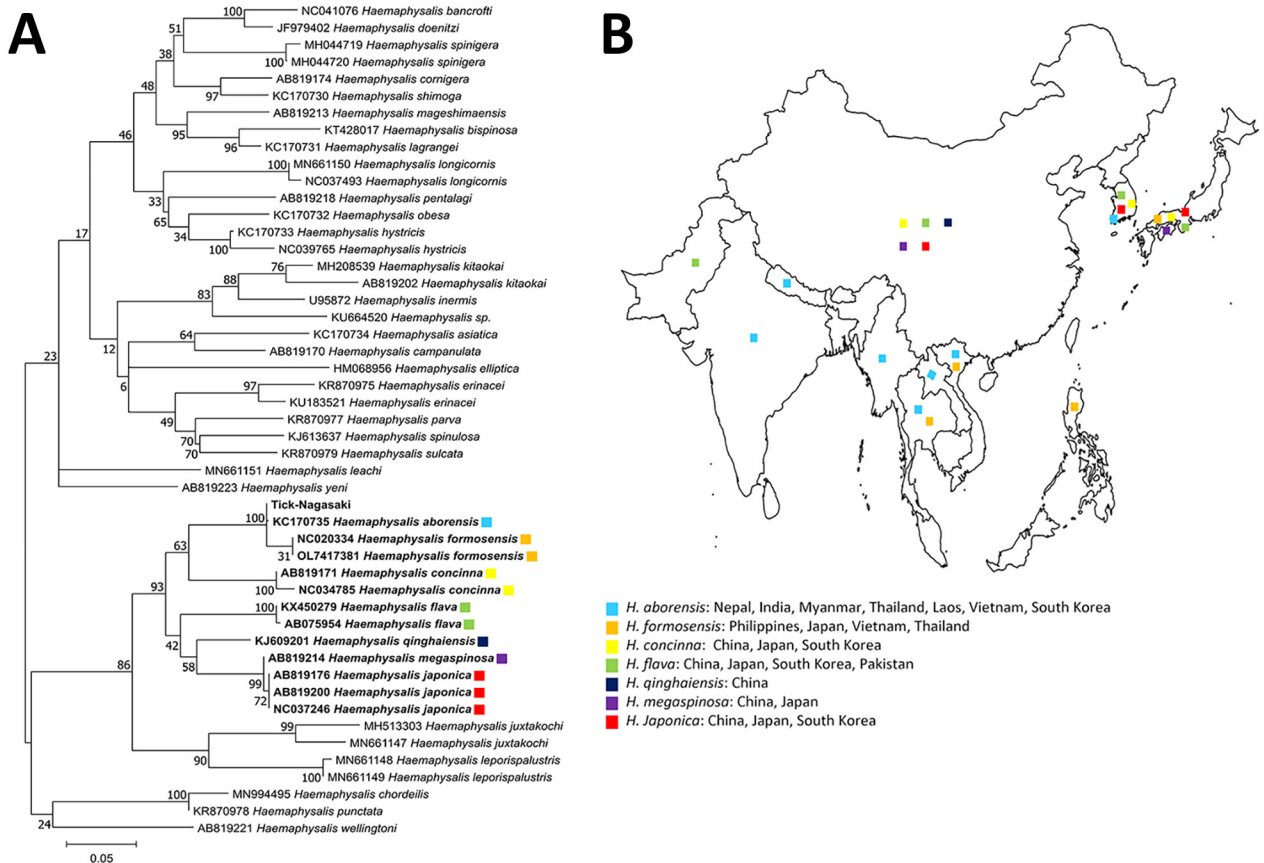 A
B
100
NC041076 Haemaphysalis bancrofti
JF979402 Haemaphysalis doenitzi
51
MH044719 Haemaphysalis spinigera
100
MH044720 Haemaphysalis spinigera
38
AB819174 Haemaphysalis cornigera
97
KC170730 Haemaphysalis shimoga
48
AB819213 Haemaphysalis mageshimaensis
95
KT428017 Haemaphysalis bispinosa
96
KC170731 Haemaphysalis lagrangei
46
100
MN661150 Haemaphysalis longicornis
NC037493 Haemaphysalis longicornis
33
AB819218 Haemaphysalis pentalagi
65
KC170732 Haemaphysalis obesa
34
KC170733 Haemaphysalis hystricis
100
NC039765 Haemaphysalis hystricis
17
76
MH208539 Haemaphysalis kitaokai
88
AB819202 Haemaphysalis kitaokai
83
U95872 Haemaphysalis inermis
KU664520 Haemaphysalis sp.
12
64
KC170734 Haemaphysalis asiatica
AB819170 Haemaphysalis campanulata
6
HM068956 Haemaphysalis elliptica
97
KR870975 Haemaphysalis erinacei
KU183521 Haemaphysalis erinacei
49
KR870977 Haemaphysalis parva
70
KJ613637 Haemaphysalis spinulosa
70
KR870979 Haemaphysalis sulcata
23
MN661151 Haemaphysalis leachi
AB819223 Haemaphysalis yeni
Tick-Nagasaki
100
KC170735 Haemaphysalis aborensis
NC020334 Haemaphysalis formosensis
31
OL7417381 Haemaphysalis formosensis
63
AB819171 Haemaphysalis concinna
100
NC034785 Haemaphysalis concinna
93
100
KX450279 Haemaphysalis flava
AB075954 Haemaphysalis flava
42
KJ609201 Haemaphysalis qinghaiensis
58
AB819214 Haemaphysalis megaspinosa
99
AB819176 Haemaphysalis japonica
AB819200 Haemaphysalis japonica
72
NC037246 Haemaphysalis japonica
86
99
MH513303 Haemaphysalis juxtakochi
MN661147 Haemaphysalis juxtakochi
90
MN661148 Haemaphysalis leporispalustris
100
MN661149 Haemaphysalis leporispalustris
100
MN994495 Haemaphysalis chordeilis
KR870978 Haemaphysalis punctata
24
AB819221 Haemaphysalis wellingtoni
0.05
H. aborensis: Nepal, India, Myanmar, Thailand, Laos, Vietnam, South Korea
H. formosensis: Philippines, Japan, Vietnam, Thailand
H. concinna: China, Japan, South Korea
H. flava: China, Japan, South Korea, Pakistan
H. qinghaiensis: China
H. megaspinosa: China, Japan
H. Japonica: China, Japan, South Korea